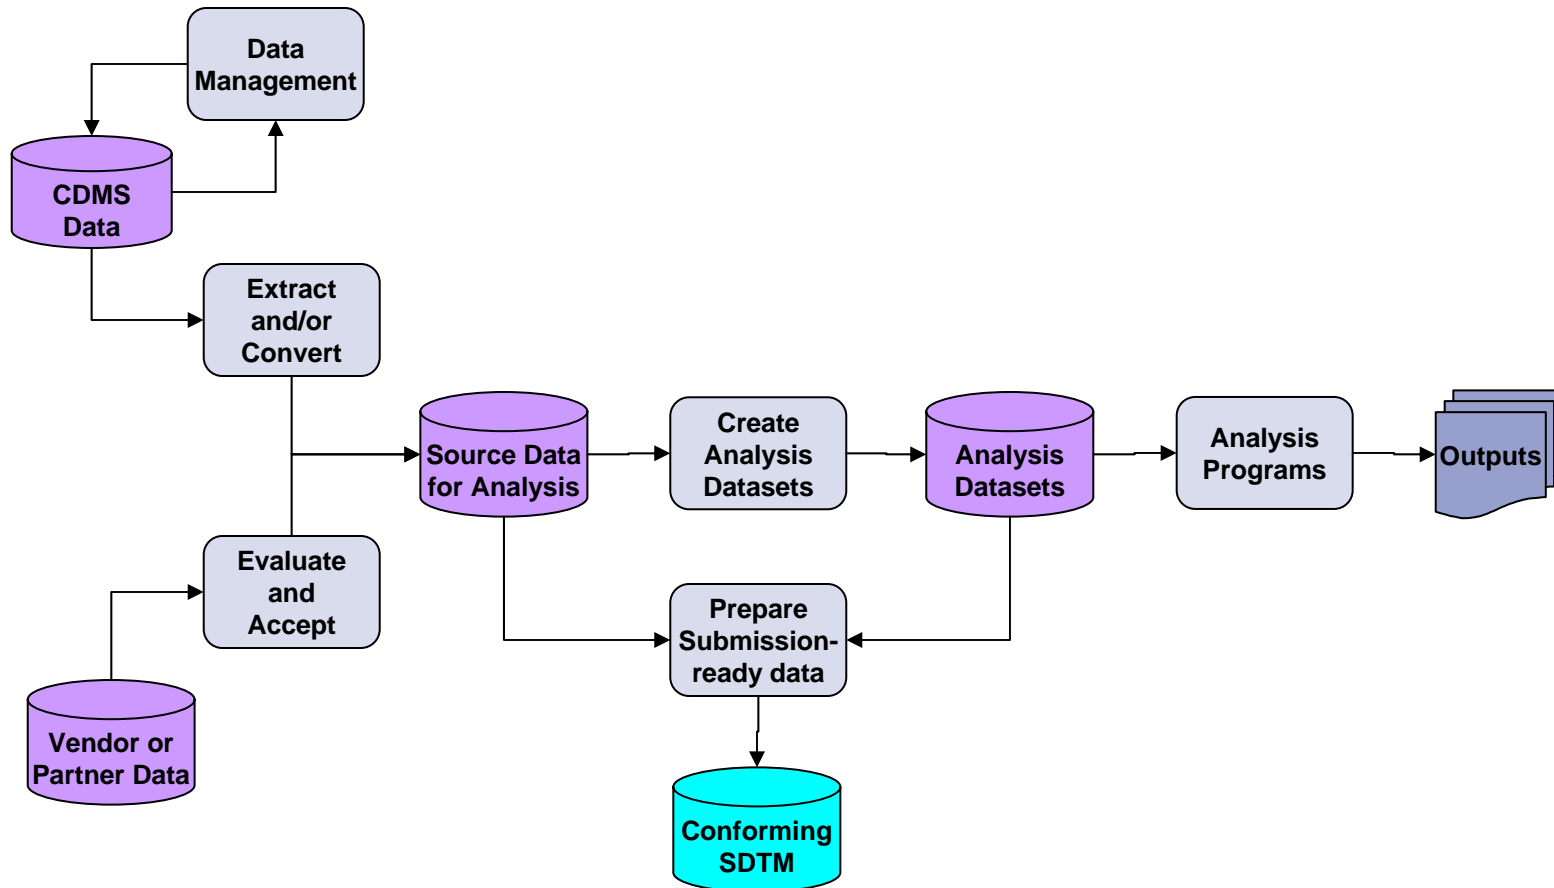 Data
Management
CDMS
Data
Extract
and/or
Convert
Source Data
for Analysis
Create
Analysis
Datasets
Analysis
Datasets
Analysis
Programs
Outputs
Evaluate
and
Accept
Prepare
Submission-
ready data
Vendor or
Partner Data
Conforming
SDTM